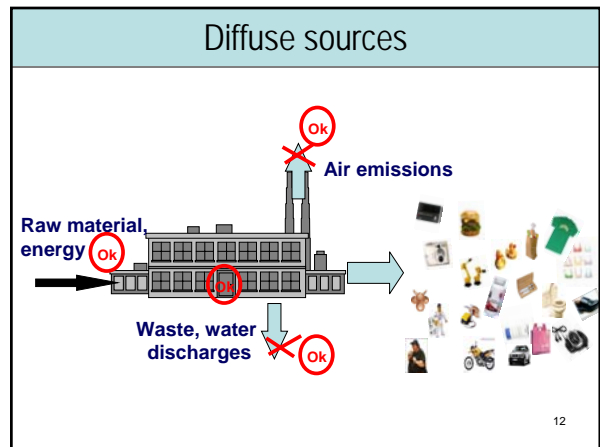 Diffuse sources
Ok
Air emissions
Raw material,
energy
Ok
Ok
Waste, water
discharges
Ok
12